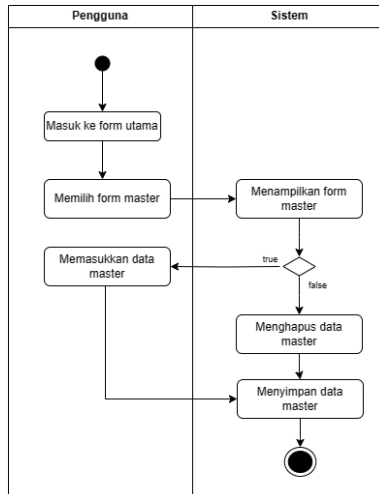 Pengguna
Sistem
Masuk ke form utama
Memilih form master
Menampilkan form
master
Memasukkan data
master
true
false
Menghapus data
master
Menyimpan data
master